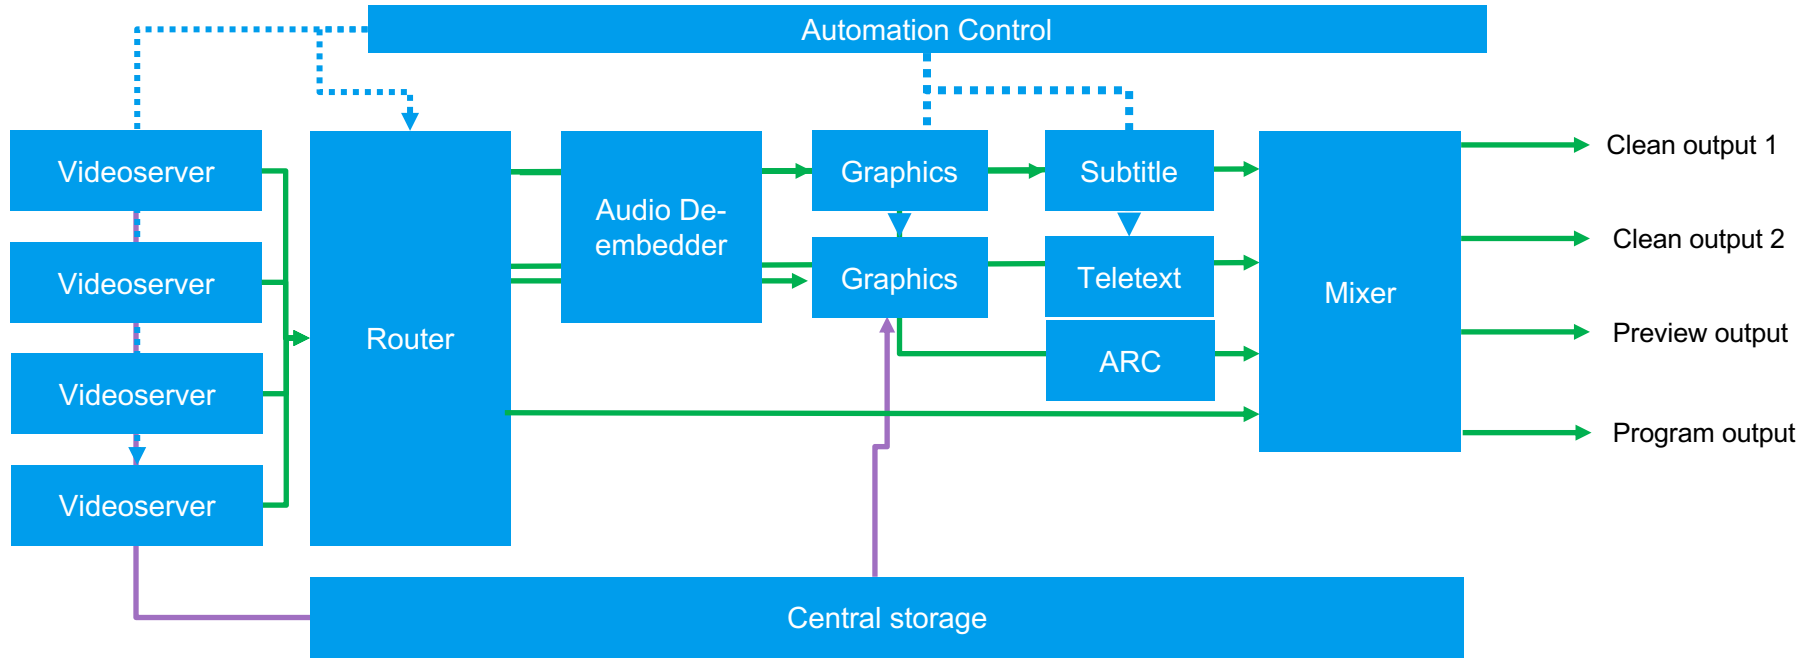 Automation Control
Videoserver
Videoserver
Videoserver
Videoserver
Router
Audio De-
embedder
Graphics
Graphics
Subtitle
Teletext
ARC
Mixer
Clean output 1
Clean output 2
Preview output
Program output
Central storage